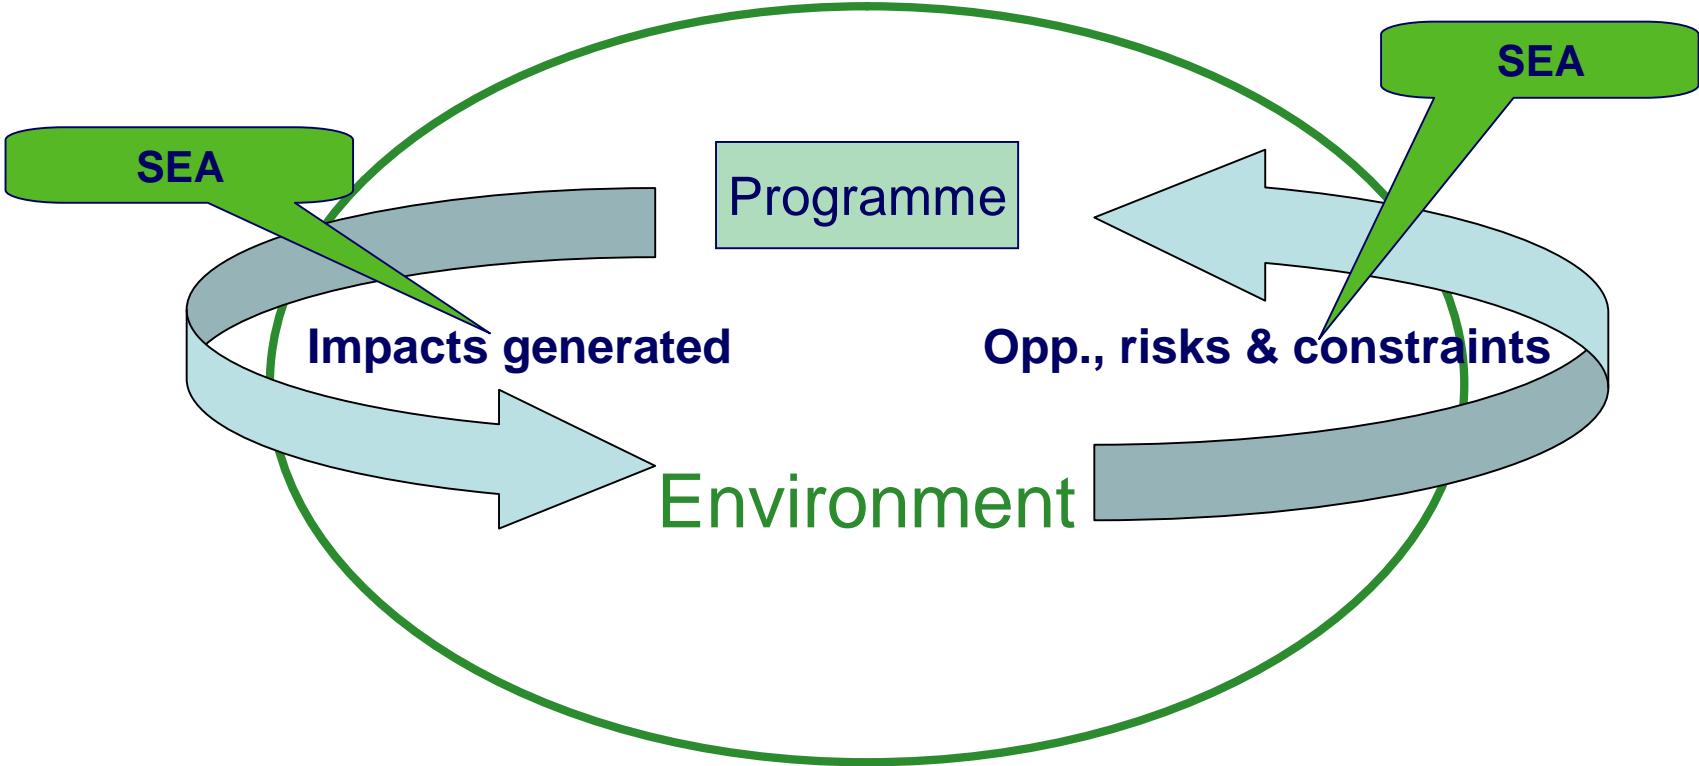 SEA
SEA
Programme
Impacts generated
Opp., risks & constraints
Environment